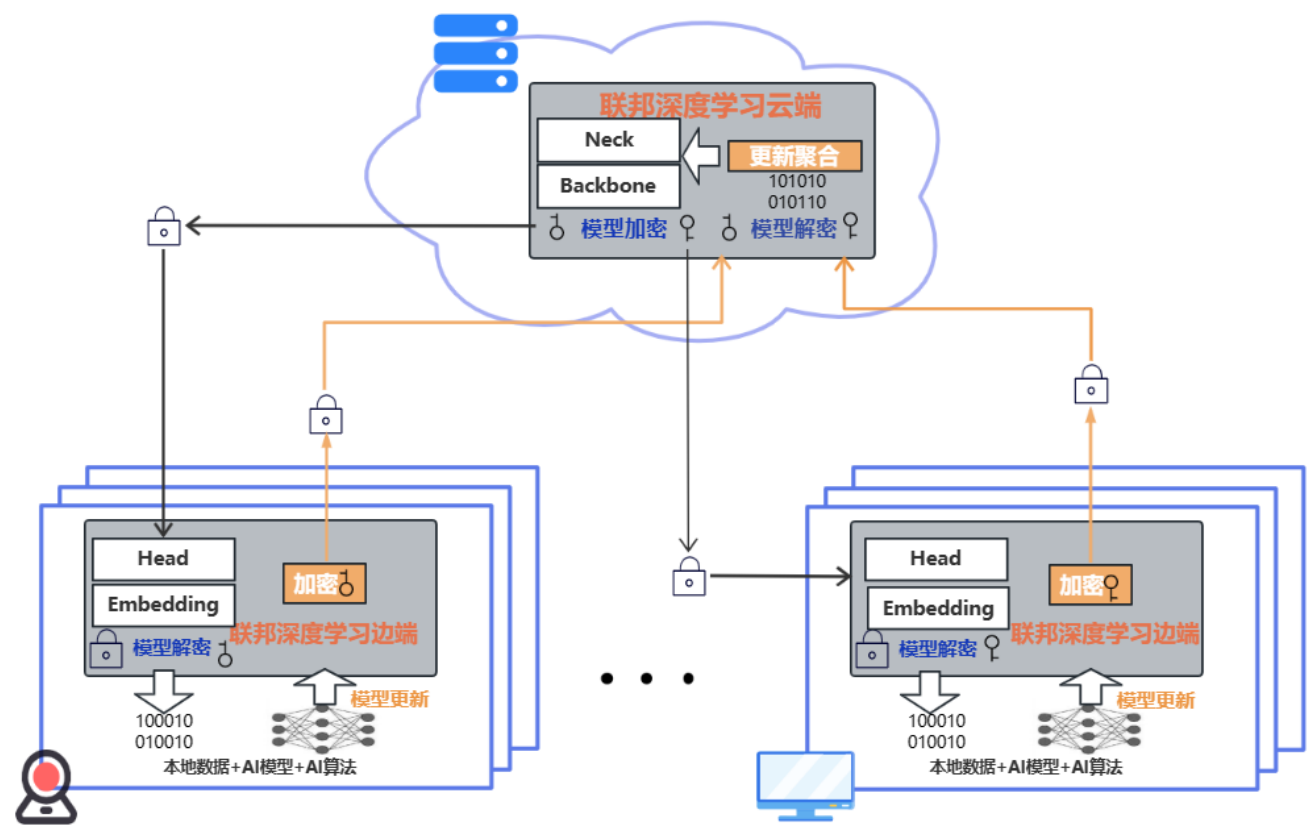 联邦深度学习云端
Neck
更新聚合
Backbone
101010
010110
模型加密
模型解密
Head
加密
Embedding
联邦深度学习边端
模型解密
模型更新
100010
010010
本地数据+AI模型+AI算法
Head
加密
Embedding
联邦深度学习边端
模型解密
模型更新
100010
010010
本地数据+AI模型+AI算法